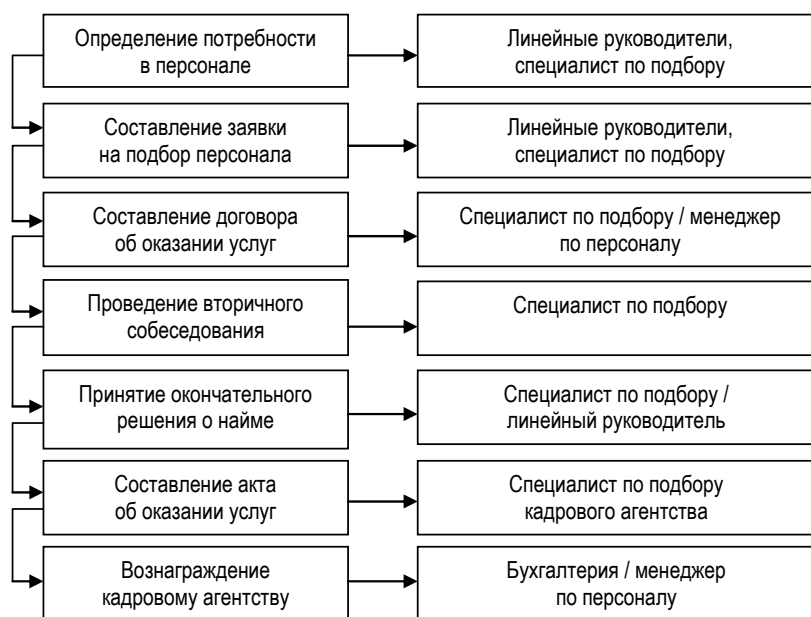 Определение потребности
в персонале
Линейные руководители,
специалист по подбору
Составление заявки
на подбор персонала
Линейные руководители,
специалист по подбору
Составление договора
об оказании услуг
Специалист по подбору / менеджер
по персоналу
Проведение вторичного
собеседования
Специалист по подбору
Принятие окончательного
решения о найме
Специалист по подбору /
линейный руководитель
Составление акта
об оказании услуг
Специалист по подбору
кадрового агентства
Вознаграждение
кадровому агентству
Бухгалтерия / менеджер
по персоналу